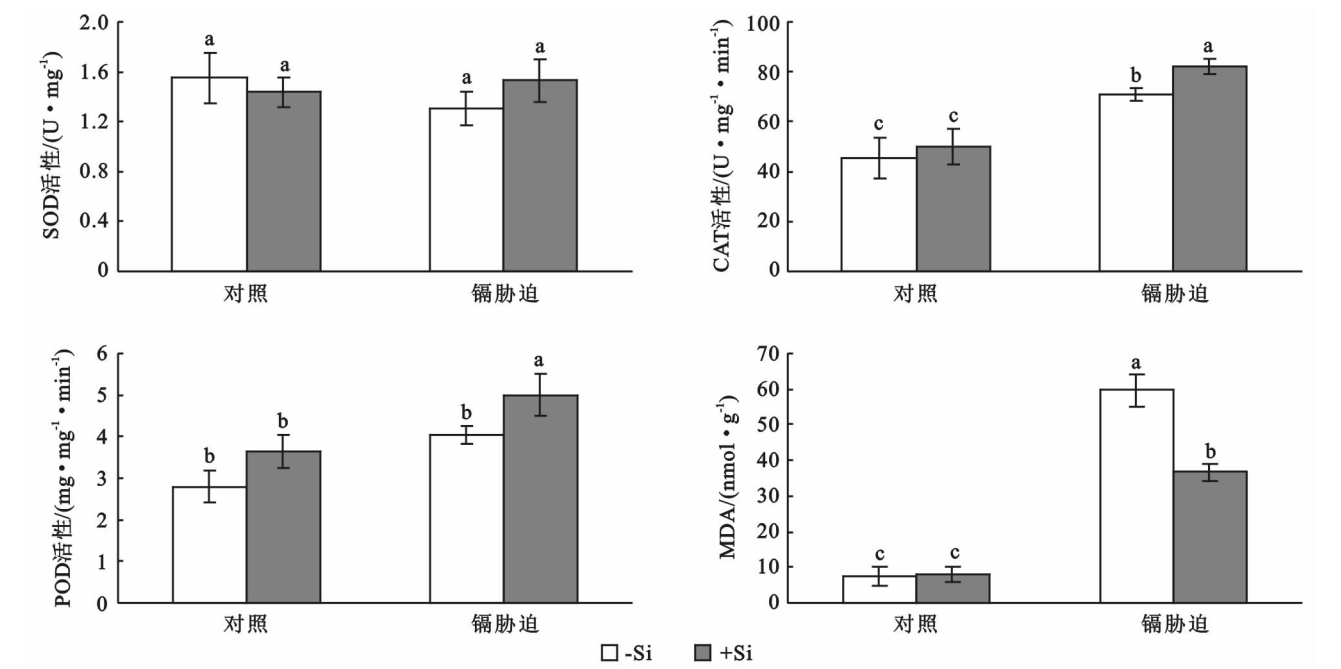 SOD活性/(U·mg⁻¹)
2.0
1.6
1.2
0.8
0.4
0
a
a
a
a
对照
镉胁迫
CAT活性/(U·mg⁻¹·min⁻¹)
100
80
60
40
20
0
c
c
b
a
对照
镉胁迫
POD活性/(mg·mg⁻¹·min⁻¹)
6
5
4
3
2
1
0
b
b
b
a
对照
镉胁迫
MDA/(nmol·g⁻¹)
70
60
50
40
30
20
10
0
c
c
a
b
对照
镉胁迫
-Si
+Si